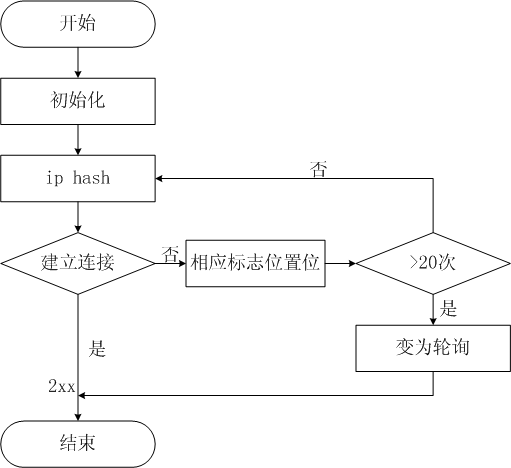 开始
初始化
ip hash
否
建立连接
否
相应标志位置位
>20次
是
变为轮询
是
2xx
结束